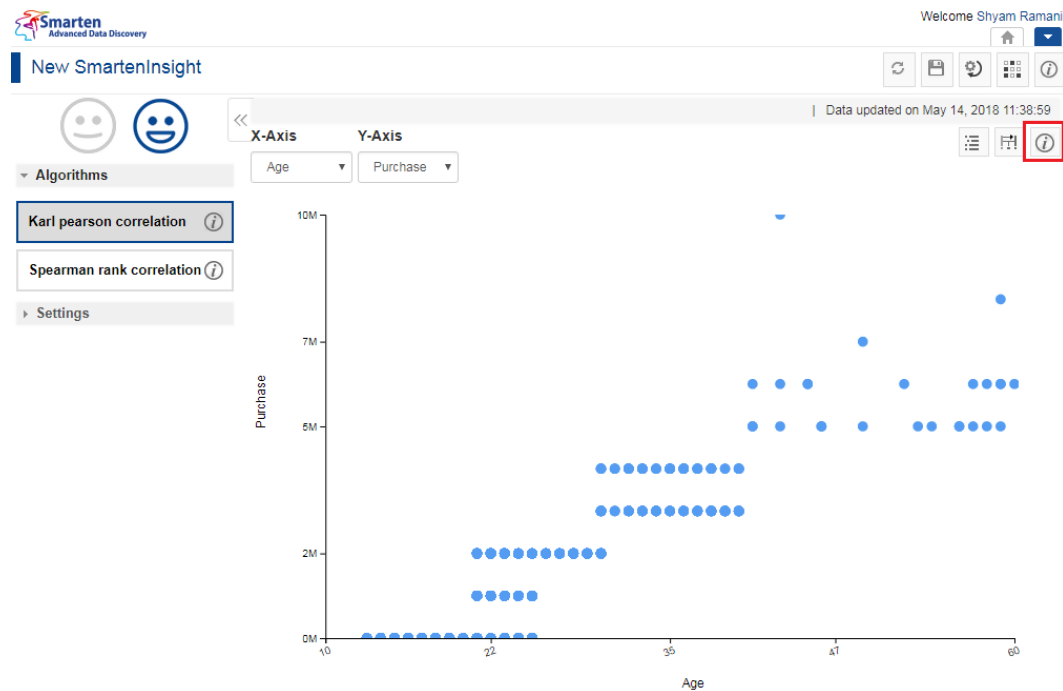 Smarten
Advanced Data Discovery
Welcome Shyam Ramani
New SmartenInsight
| Data updated on May 14, 2018 11:38:59
X-Axis Y-Axis
Age Purchase
Algorithms
Karl pearson correlation
Spearman rank correlation
Settings
10M
7M
5M
2M
0M
Purchase
10 22 35 47 60
Age